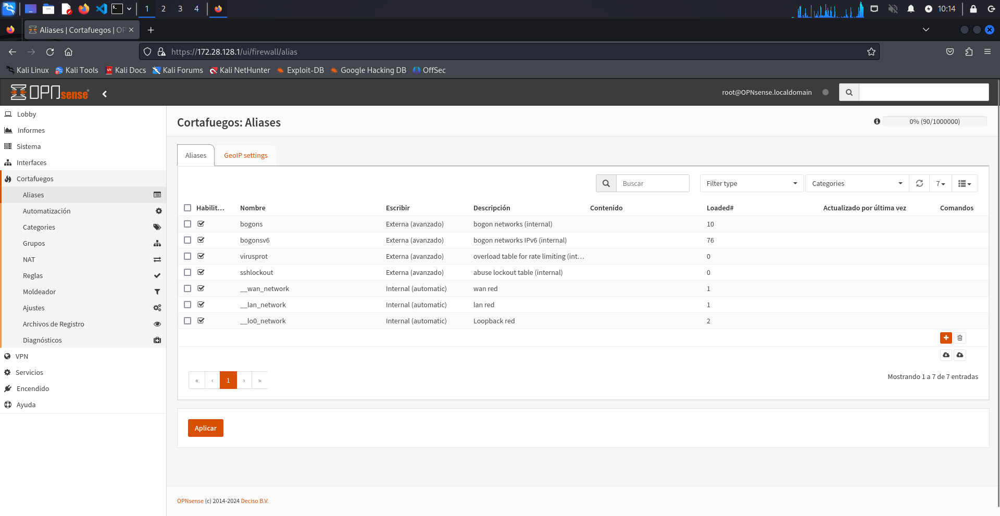 1 2 3 4 10:14
Aliases | Cortafuegos | OP
https://172.28.128.1/ui/firewall/alias
Kali Linux Kali Tools Kali Docs Kali Forums Kali NetHunter Exploit-DB Google Hacking DB OffSec
OPNsense root@OPNsense.localdomain
Lobby
Informes
Sistema
Interfaces
Cortafuegos
Aliases
Automatización
Categories
Grupos
NAT
Reglas
Moldeador
Ajustes
Archivos de Registro
Diagnósticos
VPN
Servicios
Encendido
Ayuda
Cortafuegos: Aliases 0% (90/1000000)
Aliases GeoIP settings
Buscar Filter type Categories 7
Habilit... Nombre Escribir Descripción Contenido Loaded# Actualizado por última vez Comandos
bogons Externa (avanzado) bogon networks (internal) 10
bogonsv6 Externa (avanzado) bogon networks IPv6 (internal) 76
virusprot Externa (avanzado) overload table for rate limiting (int... 0
sshlockout Externa (avanzado) abuse lockout table (internal) 0
__wan_network Internal (automatic) wan red 1
__lan_network Internal (automatic) lan red 1
__lo0_network Internal (automatic) Loopback red 2
« ‹ 1 › » Mostrando 1 a 7 de 7 entradas
Aplicar
OPNsense (c) 2014-2024 Deciso B.V.